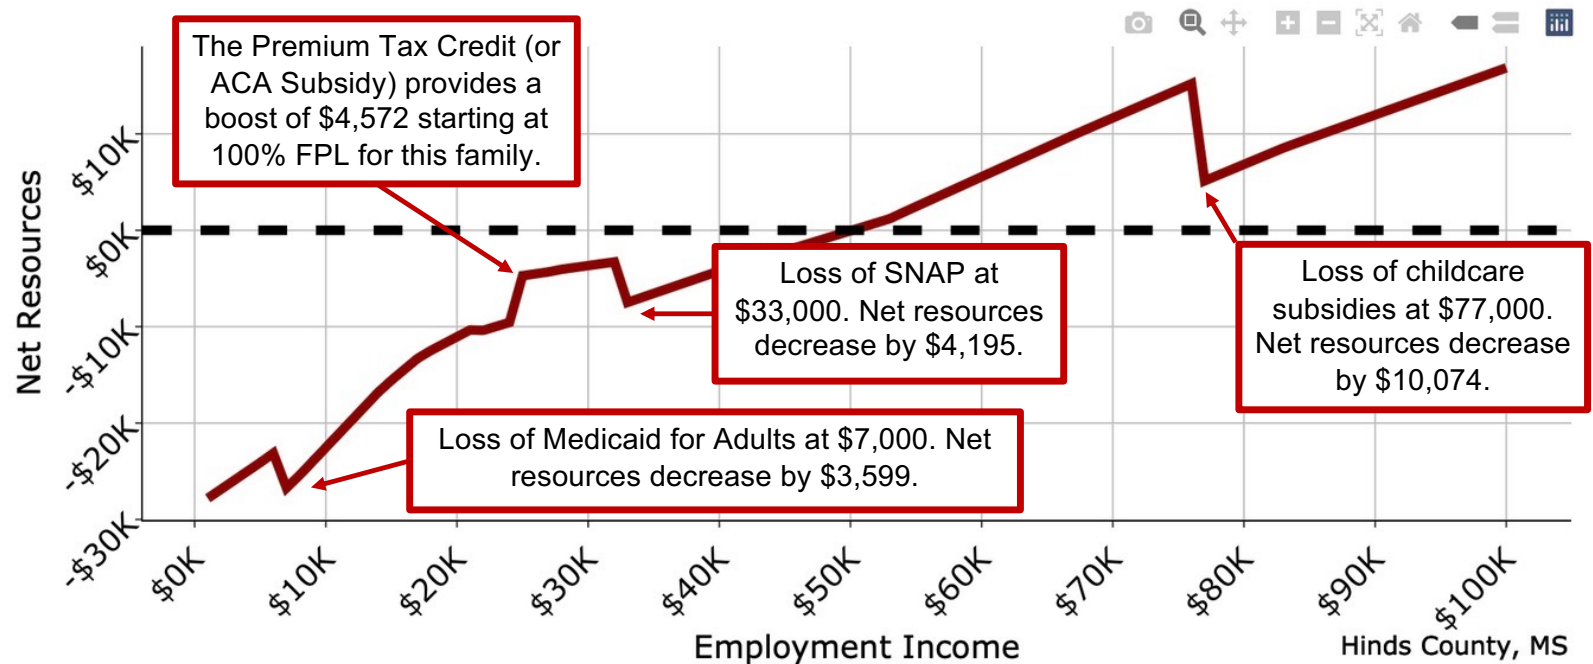 The Premium Tax Credit (or
ACA Subsidy) provides a
boost of $4,572 starting at
100% FPL for this family.
Net Resources
$10K
$0K
-$10K
-$20K
-$30K
Loss of SNAP at
$33,000. Net resources
decrease by $4,195.
Loss of childcare
subsidies at $77,000.
Net resources decrease
by $10,074.
Loss of Medicaid for Adults at $7,000. Net
resources decrease by $3,599.
$0K
$10K
$20K
$30K
$40K
$50K
$60K
$70K
$80K
$90K
$100K
Employment Income
Hinds County, MS